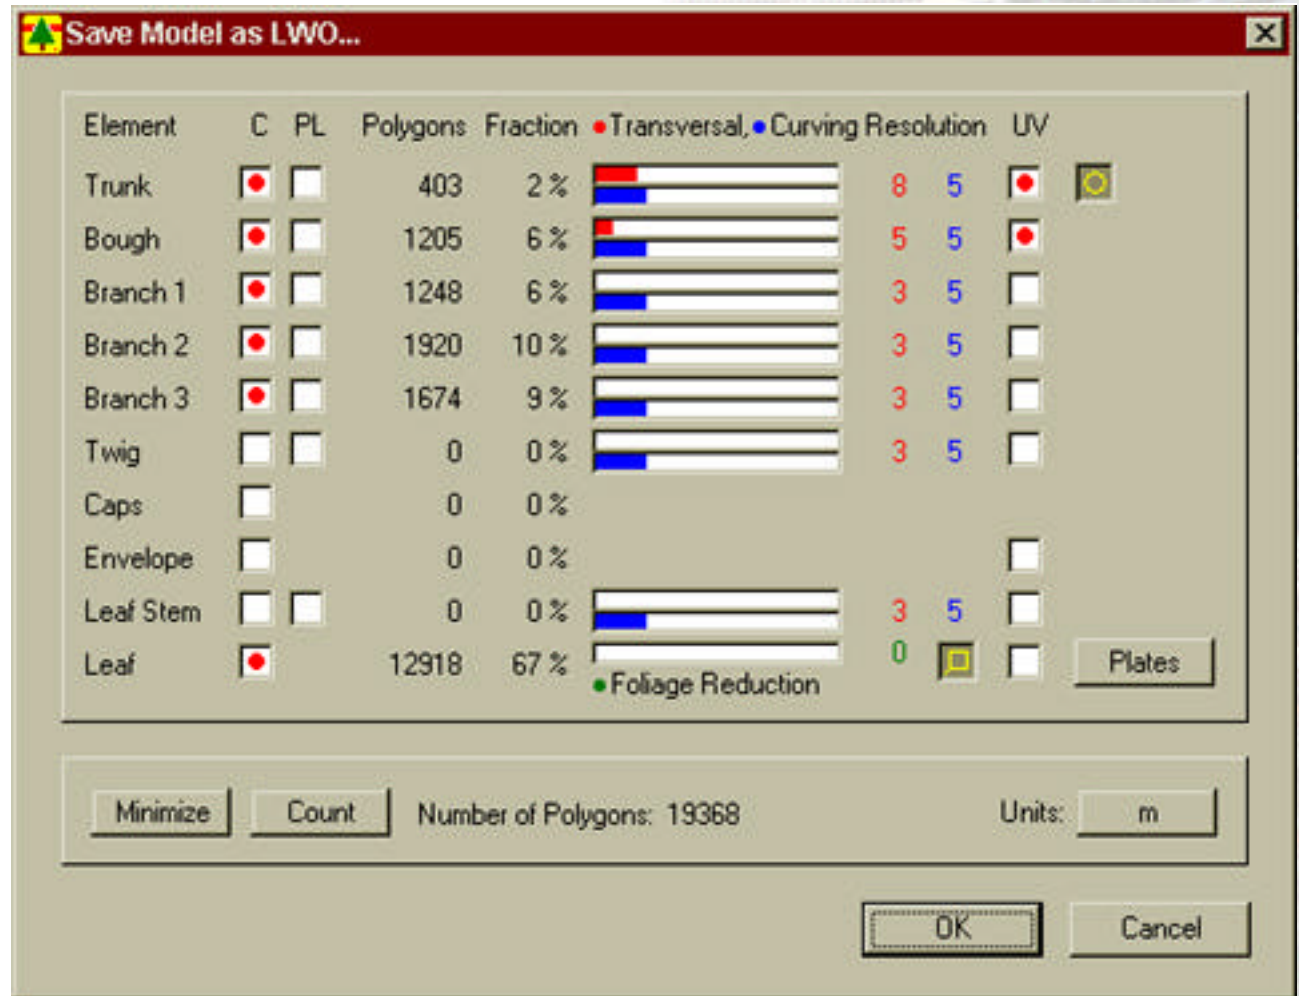 Save Model as LWO...
Element C PL Polygons Fraction Transversal, Curving Resolution UV
Trunk 403 2 % 8 5
Bough 1205 6 % 5 5
Branch 1 1248 6 % 3 5
Branch 2 1920 10 % 3 5
Branch 3 1674 9 % 3 5
Twig 0 0 % 3 5
Caps 0 0 %
Envelope 0 0 %
Leaf Stem 0 0 % 3 5
Leaf 12918 67 % 0 Plates
Foliage Reduction
Minimize Count Number of Polygons: 19368 Units: m
OK Cancel